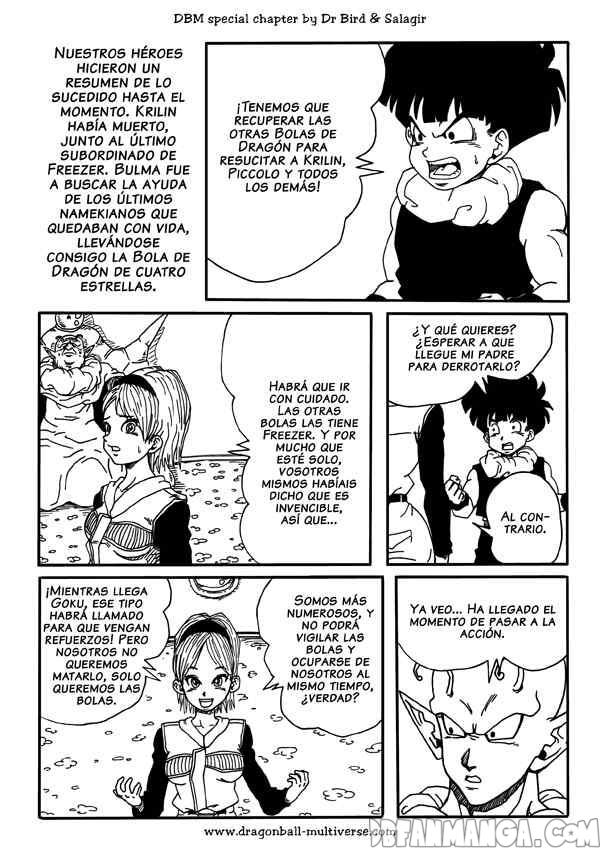 DBM special chapter by Dr Bird & Salagir
Nuestros héroes
hicieron un
resumen de lo
sucedido hasta el
momento. Krilin
había muerto,
junto al último
subordinado de
Freezer. Bulma fue
a buscar la ayuda
de los últimos
namekianos que
quedaban con vida,
llevándose
consigo la Bola de
Dragón de cuatro
estrellas.
¡Tenemos que
recuperar las
otras Bolas de
Dragón para
resucitar a Krilin,
Piccolo y todos
los demás!
Habrá que ir
con cuidado.
Las otras
bolas las tiene
Freezer. Y por
mucho que
esté solo,
vosotros
mismos habíais
dicho que es
invencible,
así que...
¿Y qué quieres?
¿Esperar a que
llegue mi padre
para derrotarlo?
Al con-
trario.
¡Mientras llega
Goku, ese tipo
habrá llamado
para que vengan
refuerzos! Pero
nosotros no
queremos
matarlo, solo
queremos las
bolas.
Somos más
numerosos, y
no podrá
vigilar las
bolas y
ocuparse de
nosotros al
mismo tiempo,
¿verdad?
Ya veo... Ha llegado el
momento de pasar a la
acción.
www.dragonball-multiverse.com
DBFANMANGA.COM